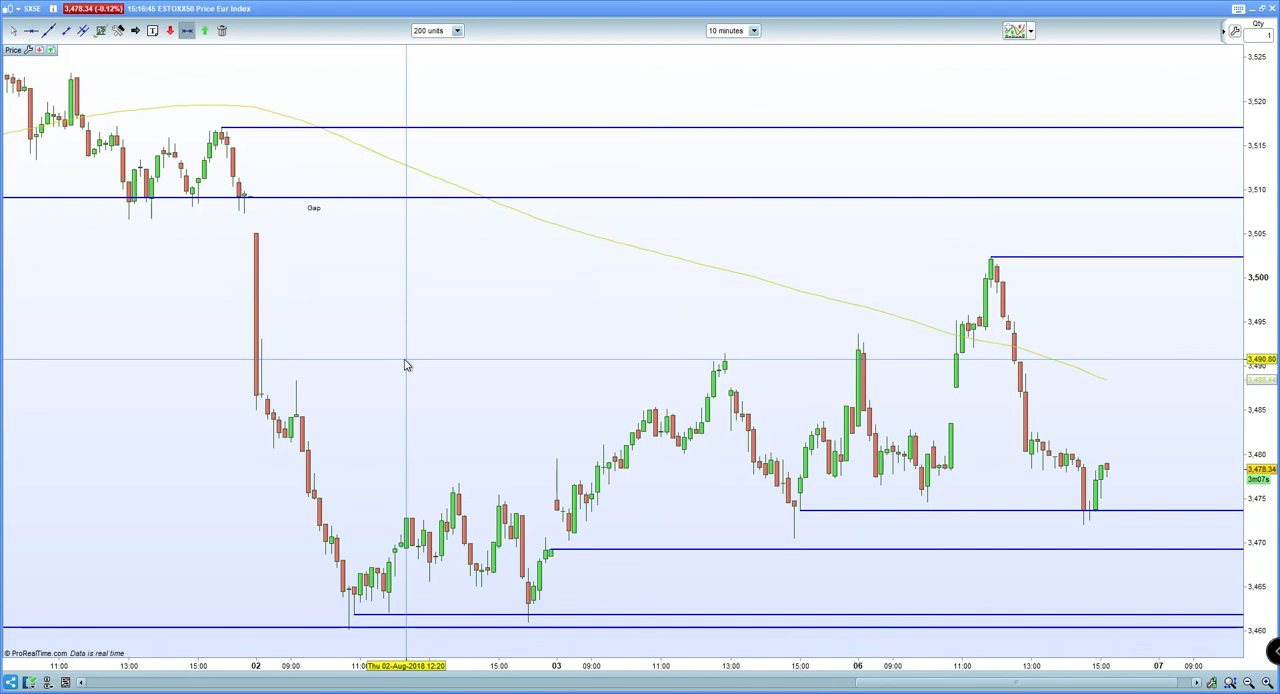 SX5E 3,478.34 (-0.12%) 15:16:45 ESTOXX50 Price Eur Index
200 units 10 minutes Qty
1
Price
3,525
3,520
3,515
3,510
Gap
3,505
3,500
3,495
3,490.80
3,490
3,485
3,480
3,478.34
3m07s
3,475
3,470
3,465
3,460
© ProRealTime.com Data is real time
11:00 13:00 15:00 02 09:00 11:0 Thu 02-Aug-2018 12:20 15:00 03 09:00 11:00 13:00 15:00 06 09:00 11:00 13:00 15:00 07 09:00